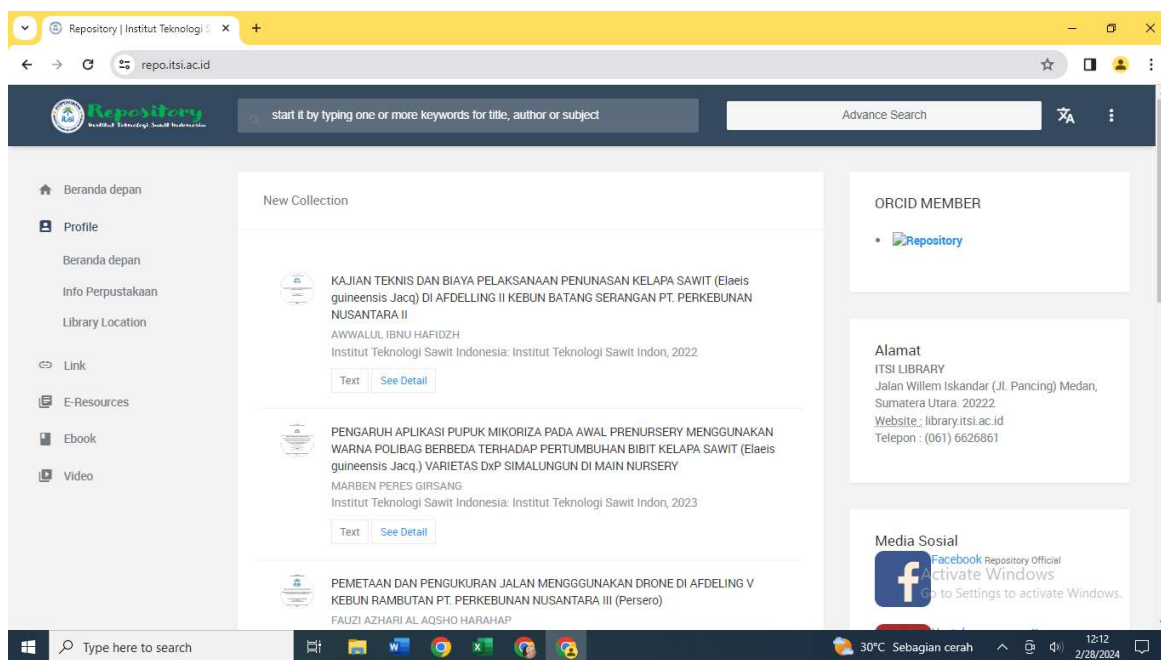 Repository | Institut Teknologi S
repo.itsi.ac.id
Repository
Institut Teknologi Sawit Indonesia
start it by typing one or more keywords for title, author or subject
Advance Search
Beranda depan
Profile
Beranda depan
Info Perpustakaan
Library Location
Link
E-Resources
Ebook
Video
New Collection
KAJIAN TEKNIS DAN BIAYA PELAKSANAAN PENUNASAN KELAPA SAWIT (Elaeis
guineensis Jacq) DI AFDELLING II KEBUN BATANG SERANGAN PT. PERKEBUNAN
NUSANTARA II
AWWALUL IBNU HAFIDZH
Institut Teknologi Sawit Indonesia: Institut Teknologi Sawit Indon, 2022
Text See Detail
PENGARUH APLIKASI PUPUK MIKORIZA PADA AWAL PRENURSERY MENGGUNAKAN
WARNA POLIBAG BERBEDA TERHADAP PERTUMBUHAN BIBIT KELAPA SAWIT (Elaeis
guineensis Jacq.) VARIETAS DxP SIMALUNGUN DI MAIN NURSERY
MARBEN PERES GIRSANG
Institut Teknologi Sawit Indonesia: Institut Teknologi Sawit Indon, 2023
Text See Detail
PEMETAAN DAN PENGUKURAN JALAN MENGGGUNAKAN DRONE DI AFDELING V
KEBUN RAMBUTAN PT. PERKEBUNAN NUSANTARA III (Persero)
FAUZI AZHARI AL AQSHO HARAHAP
ORCID MEMBER
Repository
Alamat
ITSI LIBRARY
Jalan Willem Iskandar (Jl. Pancing) Medan,
Sumatera Utara. 20222
Website : library.itsi.ac.id
Telepon : (061) 6626861
Media Sosial
Facebook Repository Official
Activate Windows
Go to Settings to activate Windows.
Type here to search
30°C Sebagian cerah
12:12
2/28/2024